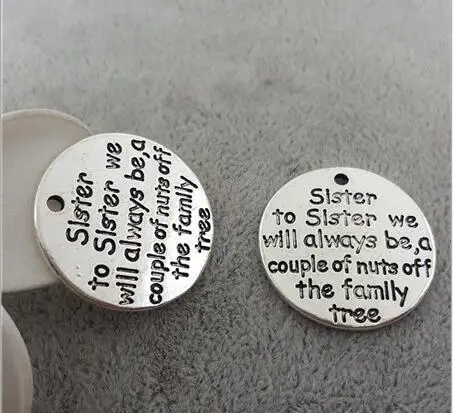 Sister
to Sister we
will always be,a
couple of nuts off
the family
tree
Sister
to Sister we
will always be,a
couple of nuts off
the family
tree